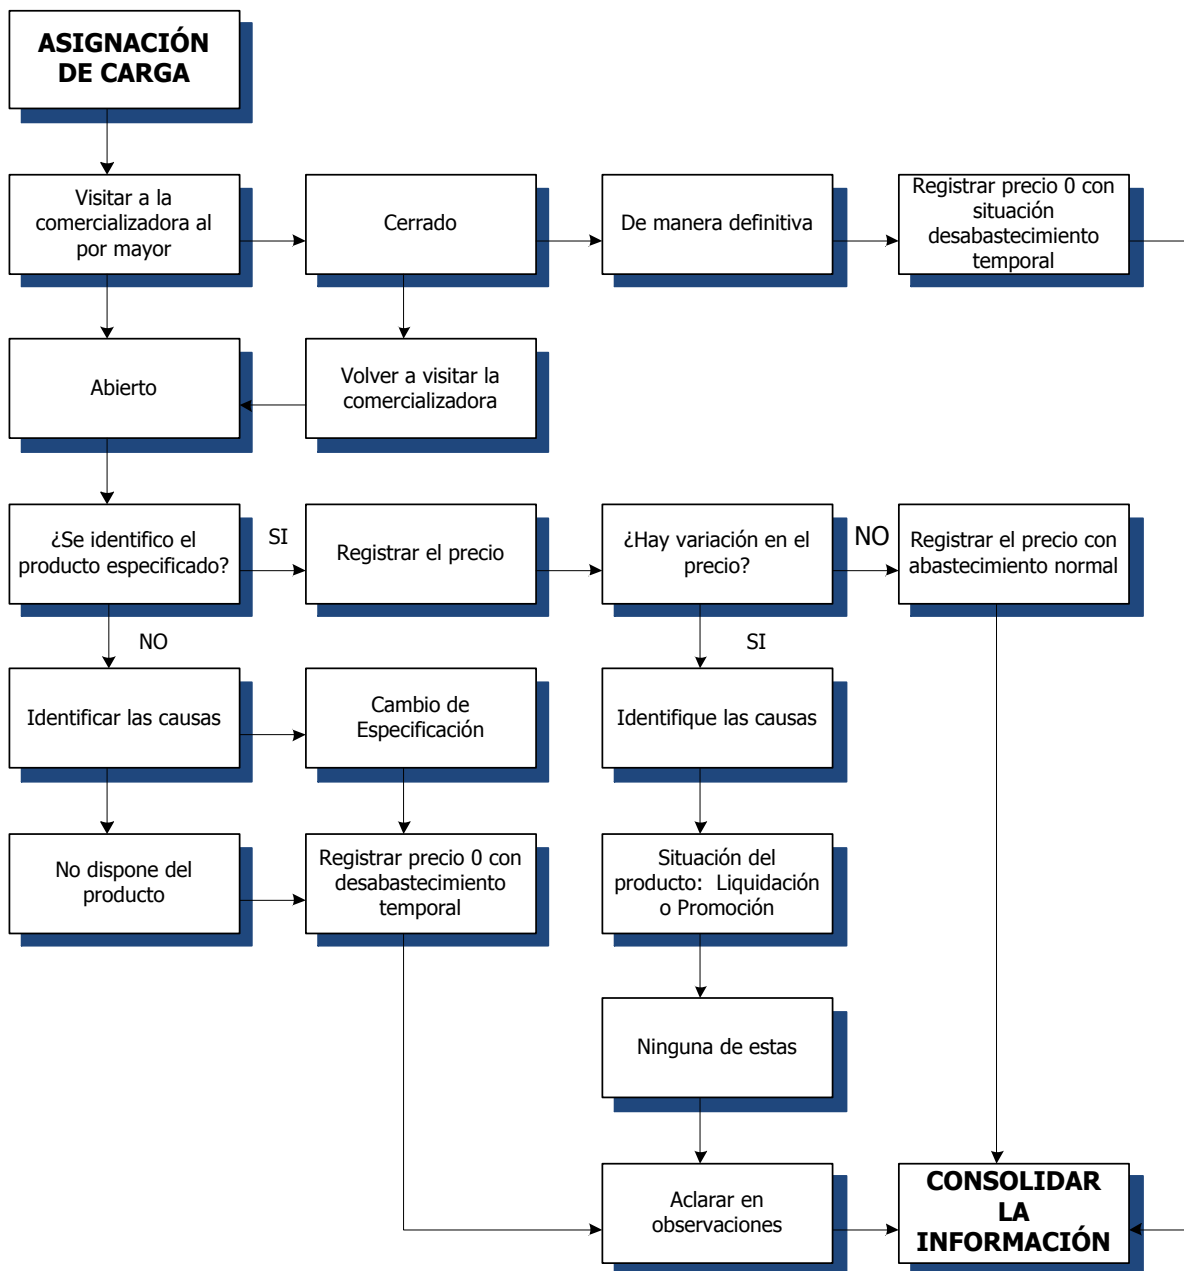 ASIGNACIÓN
DE CARGA
Visitar a la
comercializadora al
por mayor
Cerrado
De manera definitiva
Registrar precio 0 con
situación
desabastecimiento
temporal
Abierto
Volver a visitar la
comercializadora
¿Se identifico el
producto especificado?
SI
Registrar el precio
¿Hay variación en el
precio?
NO
Registrar el precio con
abastecimiento normal
NO
SI
Identificar las causas
Cambio de
Especificación
Identifique las causas
No dispone del
producto
Registrar precio 0 con
desabastecimiento
temporal
Situación del
producto:  Liquidación
o Promoción
Ninguna de estas
Aclarar en
observaciones
CONSOLIDAR
LA
INFORMACIÓN